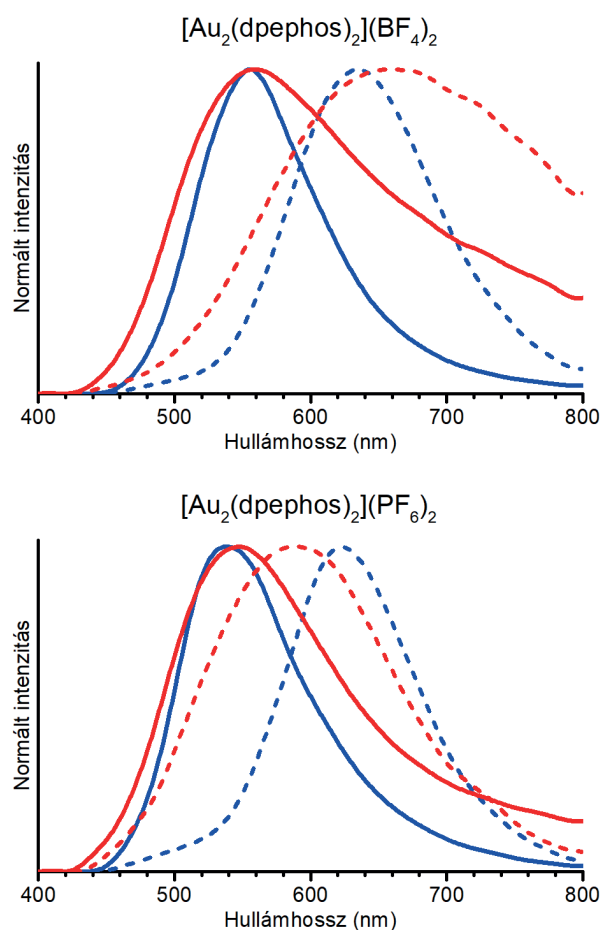 [Au₂(dpephos)₂](BF₄)₂
Normált intenzitás
400 500 600 700 800
Hullámhossz (nm)
[Au₂(dpephos)₂](PF₆)₂
Normált intenzitás
400 500 600 700 800
Hullámhossz (nm)